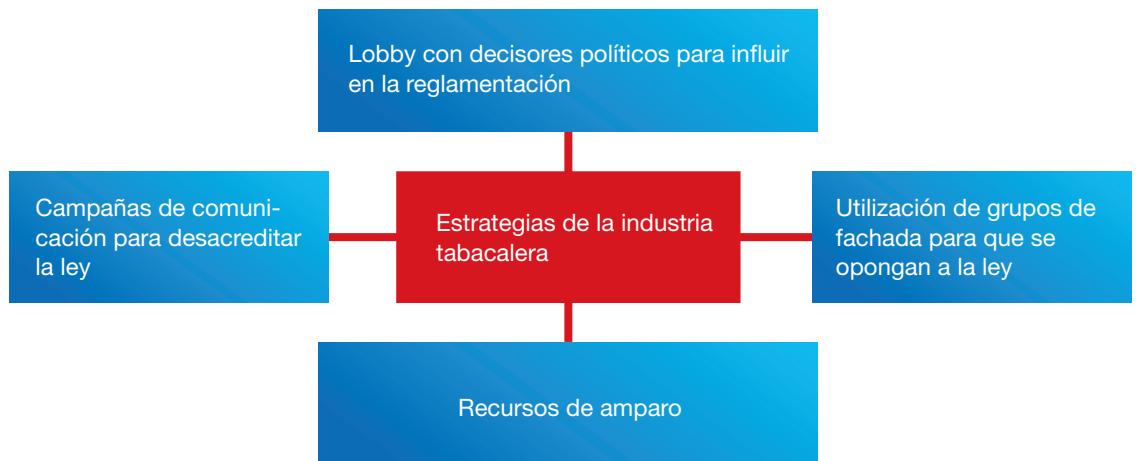 Lobby con decisores políticos para influir
en la reglamentación
Campañas de comuni-
cación para desacreditar
la ley
Estrategias de la industria
tabacalera
Utilización de grupos de
fachada para que se
opongan a la ley
Recursos de amparo